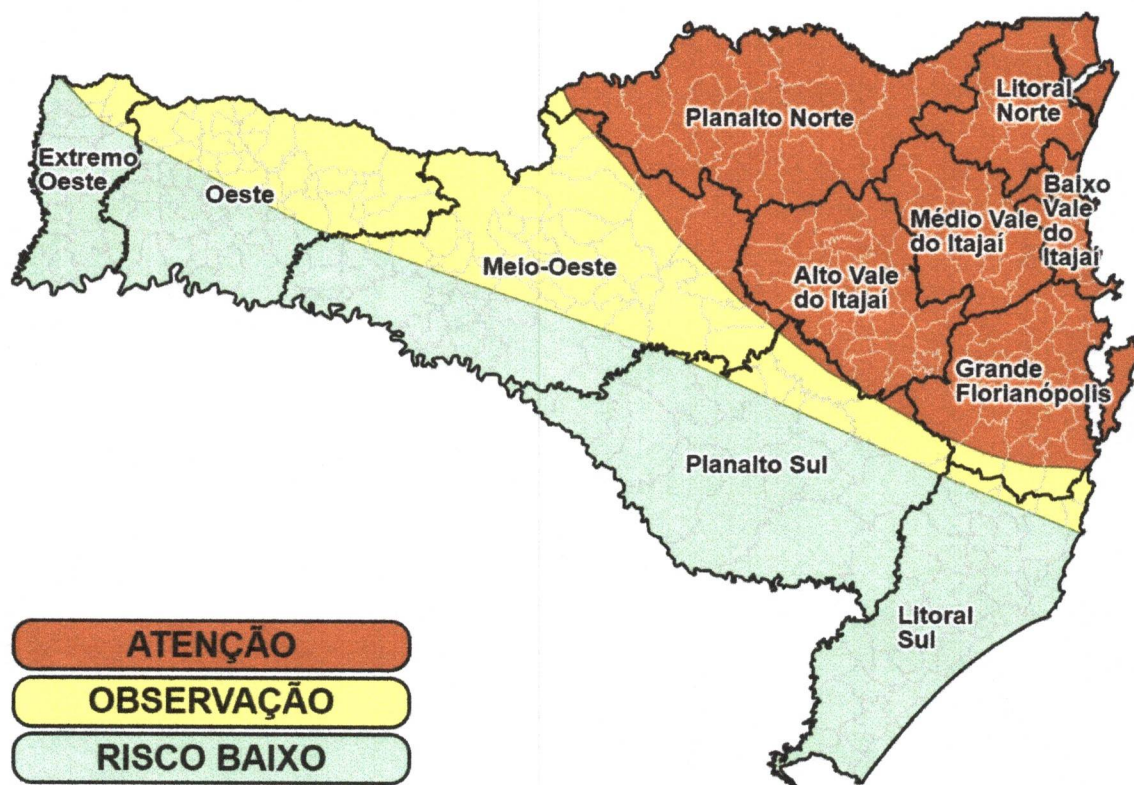 Planalto Norte
Litoral
Norte
Extremo
Oeste
Oeste
Meio-Oeste
Alto Vale
do Itajaí
Médio Vale
do Itajaí
Baixo
Vale
do
Itajaí
Grande
Florianópolis
Planalto Sul
Litoral
Sul
ATENÇÃO
OBSERVAÇÃO
RISCO BAIXO